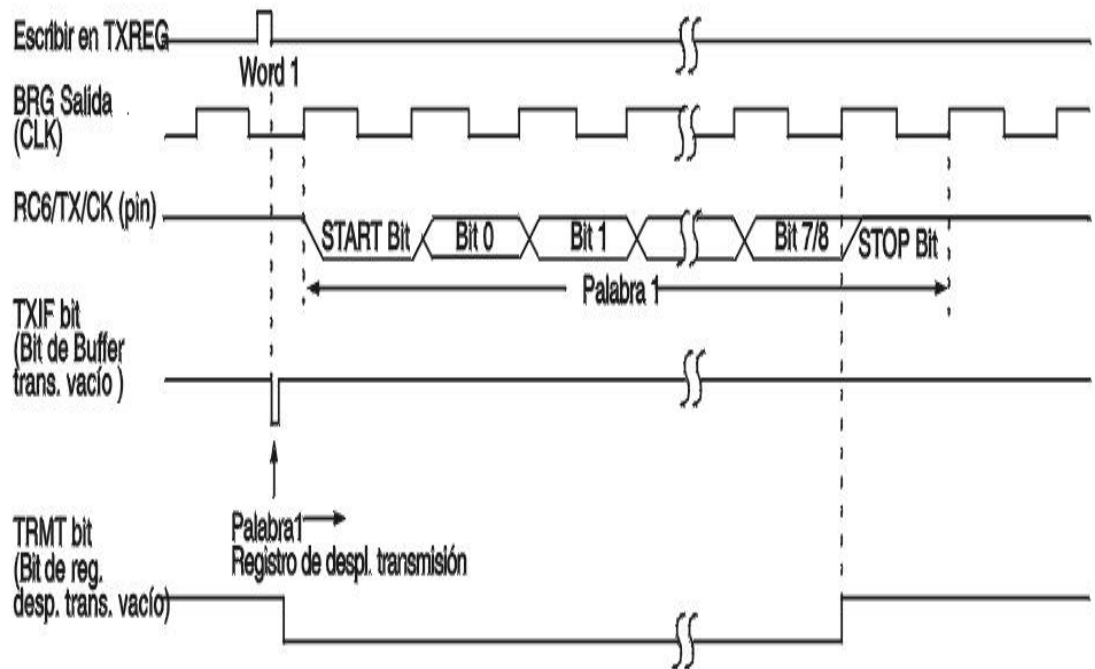 Escribir en TXREG
Word 1
BRG Salida
(CLK)
RC6/TX/CK (pin)
START Bit
Bit 0
Bit 1
Bit 7/8
STOP Bit
Palabra 1
TXIF bit
(Bit de Buffer
trans. vacío )
Palabra1
Registro de despl. transmisión
TRMT bit
(Bit de reg.
desp. trans. vacío)